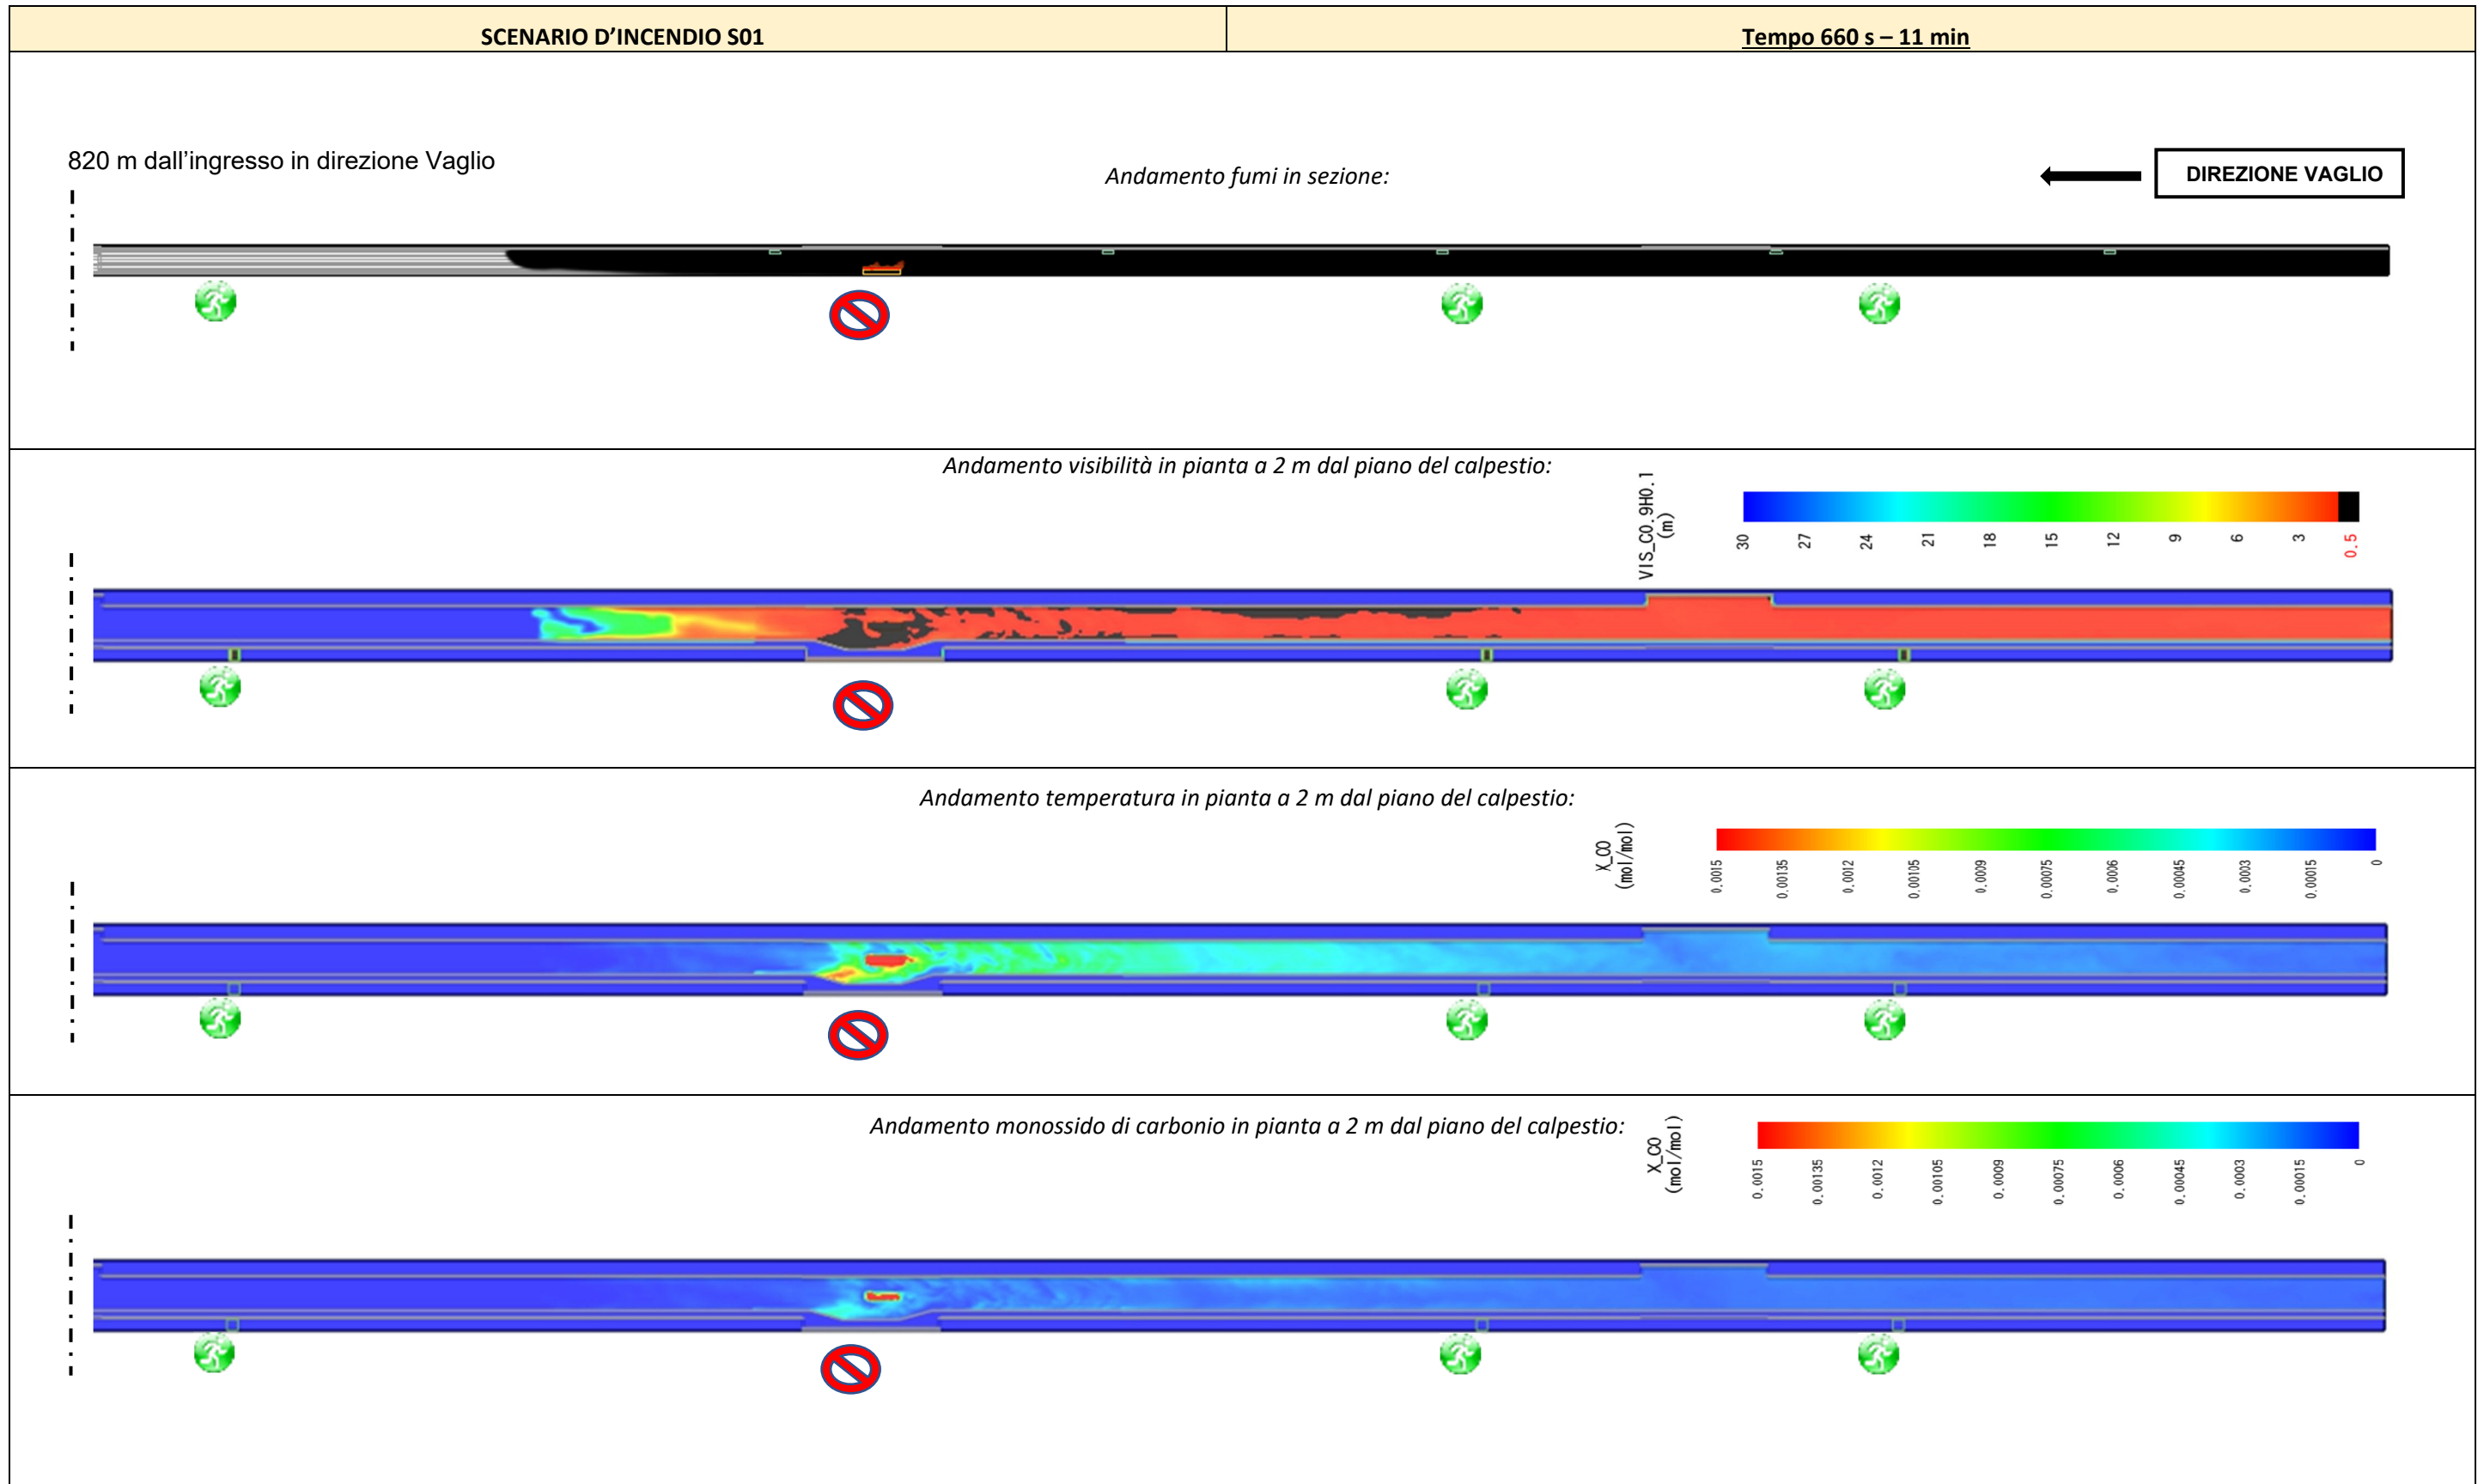 SCENARIO D'INCENDIO S01
Tempo 660 s – 11 min
820 m dall'ingresso in direzione Vaglio
Andamento fumi in sezione:
DIREZIONE VAGLIO
Andamento visibilità in pianta a 2 m dal piano del calpestio:
VIS_C0.9H0.1
(m)
30 27 24 21 18 15 12 9 6 3 0.5
Andamento temperatura in pianta a 2 m dal piano del calpestio:
X_CO
(mol/mol)
0.0015 0.00135 0.0012 0.00105 0.0009 0.00075 0.0006 0.00045 0.0003 0.00015 0
Andamento monossido di carbonio in pianta a 2 m dal piano del calpestio:
X_CO
(mol/mol)
0.0015 0.00135 0.0012 0.00105 0.0009 0.00075 0.0006 0.00045 0.0003 0.00015 0